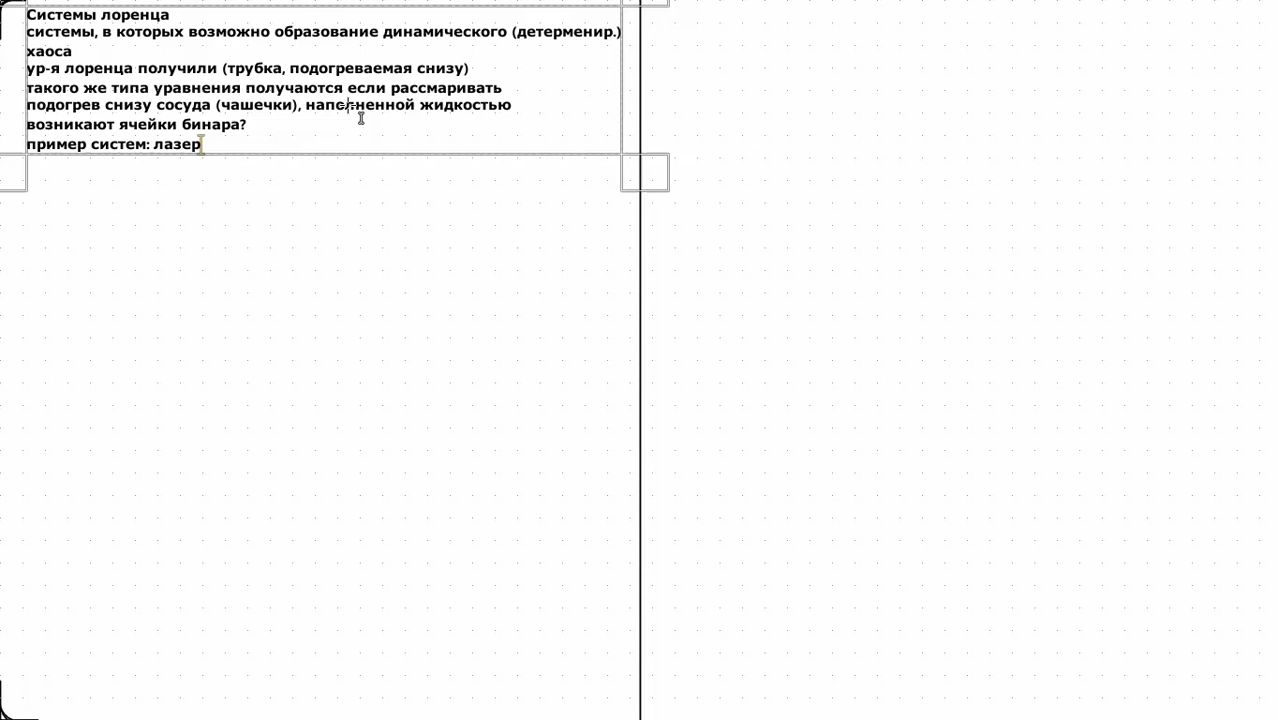 Системы лоренца
системы, в которых возможно образование динамического (детерменир.)
хаоса
ур-я лоренца получили (трубка, подогреваемая снизу)
такого же типа уравнения получаются если рассмаривать
подогрев снизу сосуда (чашечки), наполненной жидкостью
возникают ячейки бинара?
пример систем: лазер